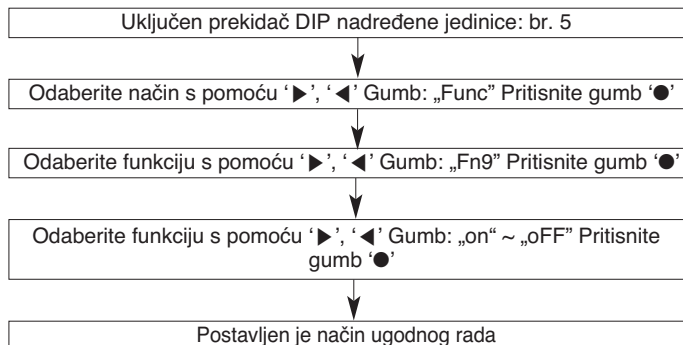 Uključen prekidač DIP nadređene jedinice: br. 5
Odaberite način s pomoću ‘▶’, ‘◀’ Gumb: „Func” Pritisnite gumb ‘●’
Odaberite funkciju s pomoću ‘▶’, ‘◀’ Gumb: „Fn9” Pritisnite gumb ‘●’
Odaberite funkciju s pomoću ‘▶’, ‘◀’ Gumb: „on“ ~ „oFF” Pritisnite
gumb ‘●’
Postavljen je način ugodnog rada